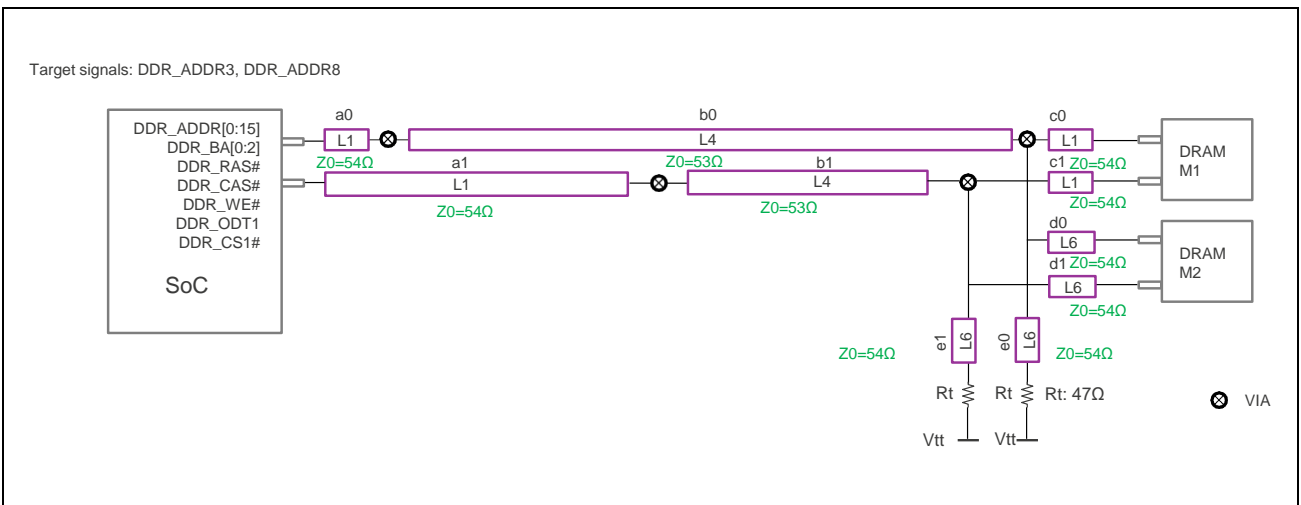 Target signals: DDR_ADDR3, DDR_ADDR8
a0
b0
c0
DDR_ADDR[0:15]
DDR_BA[0:2]
DDR_RAS#
DDR_CAS#
DDR_WE#
DDR_ODT1
DDR_CS1#
SoC
L1
L4
L1
Z0=54Ω
a1
Z0=53Ω
b1
c1 Z0=54Ω
L1
L4
L1
Z0=54Ω
Z0=53Ω
Z0=54Ω
DRAM
M1
d0
L6
d1 Z0=54Ω
L6
Z0=54Ω
DRAM
M2
Z0=54Ω
e1
L6
e0
L6
Z0=54Ω
Rt
Rt
Rt: 47Ω
Vtt
Vtt
VIA